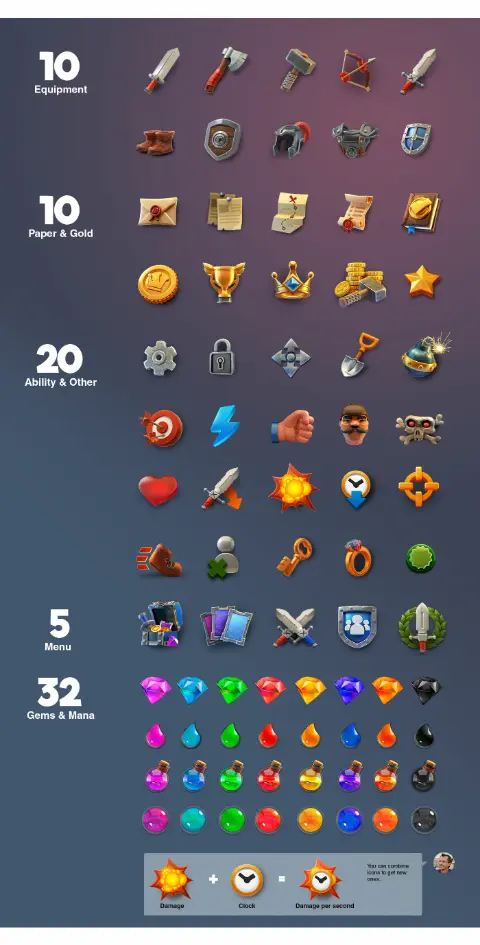 10
Equipment
10
Paper & Gold
20
Ability & Other
5
Menu
32
Gems & Mana
You can combine
icons to get new
ones..
+ =
Damage Clock Damage per second